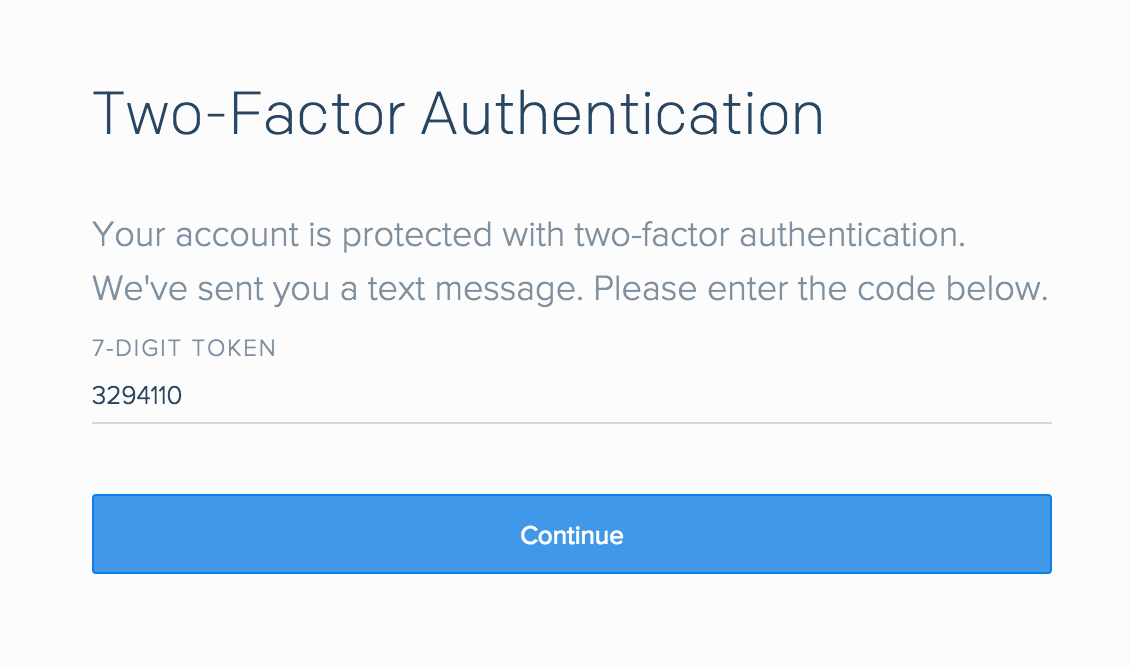 Two-Factor Authentication
Your account is protected with two-factor authentication.
We've sent you a text message. Please enter the code below.
7-DIGIT TOKEN
3294110
Continue